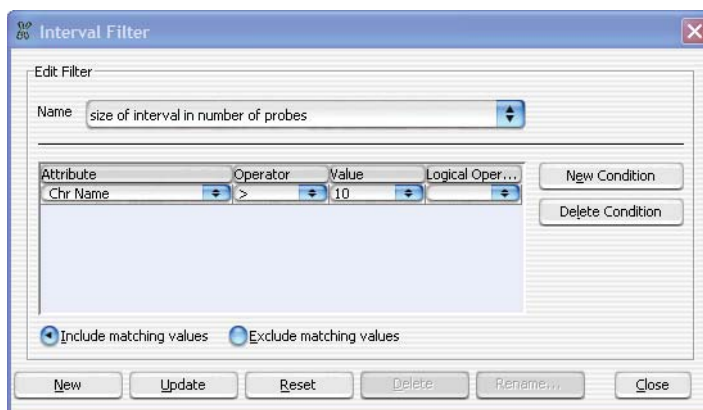 Interval Filter
Edit Filter
Name size of interval in number of probes
Attribute Operator Value Logical Oper...
Chr Name > 10
New Condition
Delete Condition
Include matching values Exclude matching values
New Update Reset Delete Rename... Close